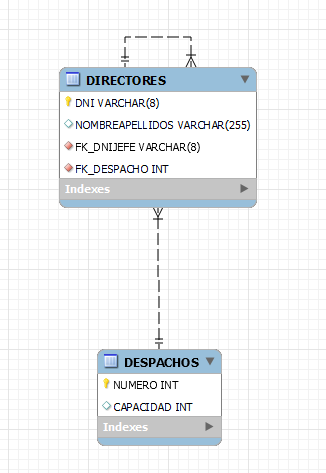 DIRECTORES
DNI VARCHAR(8)
NOMBREAPELLIDOS VARCHAR(255)
FK_DNIJEFE VARCHAR(8)
FK_DESPACHO INT
Indexes
DESPACHOS
NUMERO INT
CAPACIDAD INT
Indexes